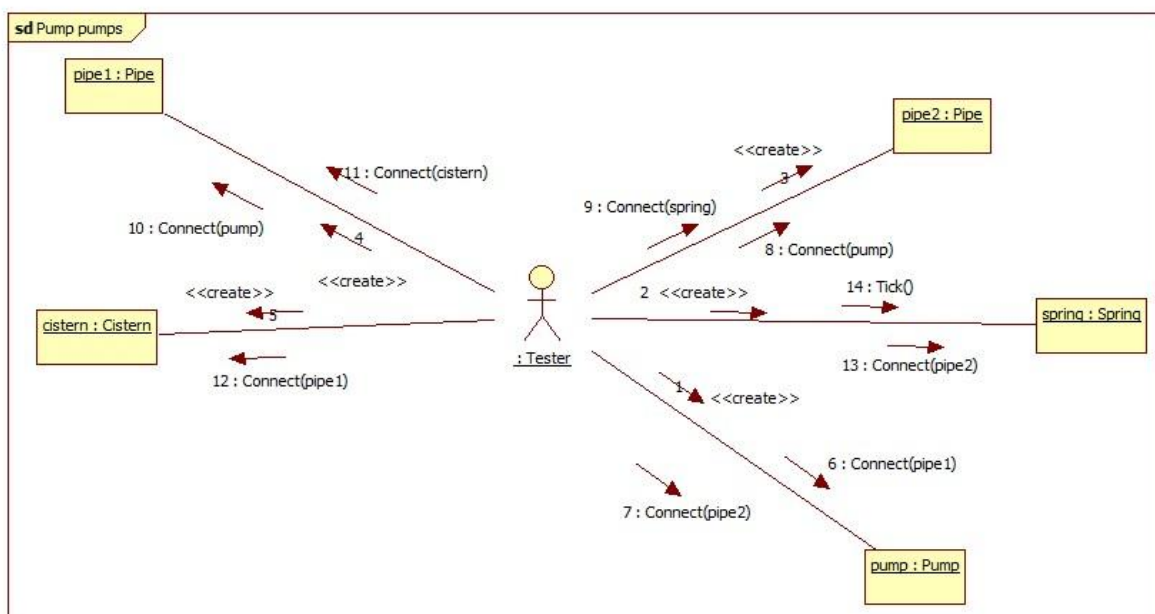 sd Pump pumps
pipe1 : Pipe
pipe2 : Pipe
<<create>>
3
11 : Connect(cistern)
9 : Connect(spring)
10 : Connect(pump)
4
8 : Connect(pump)
<<create>>
<<create>>
2 <<create>>
14 : Tick()
5
cistern : Cistern
spring : Spring
: Tester
13 : Connect(pipe2)
12 : Connect(pipe1)
1
<<create>>
6 : Connect(pipe1)
7 : Connect(pipe2)
pump : Pump